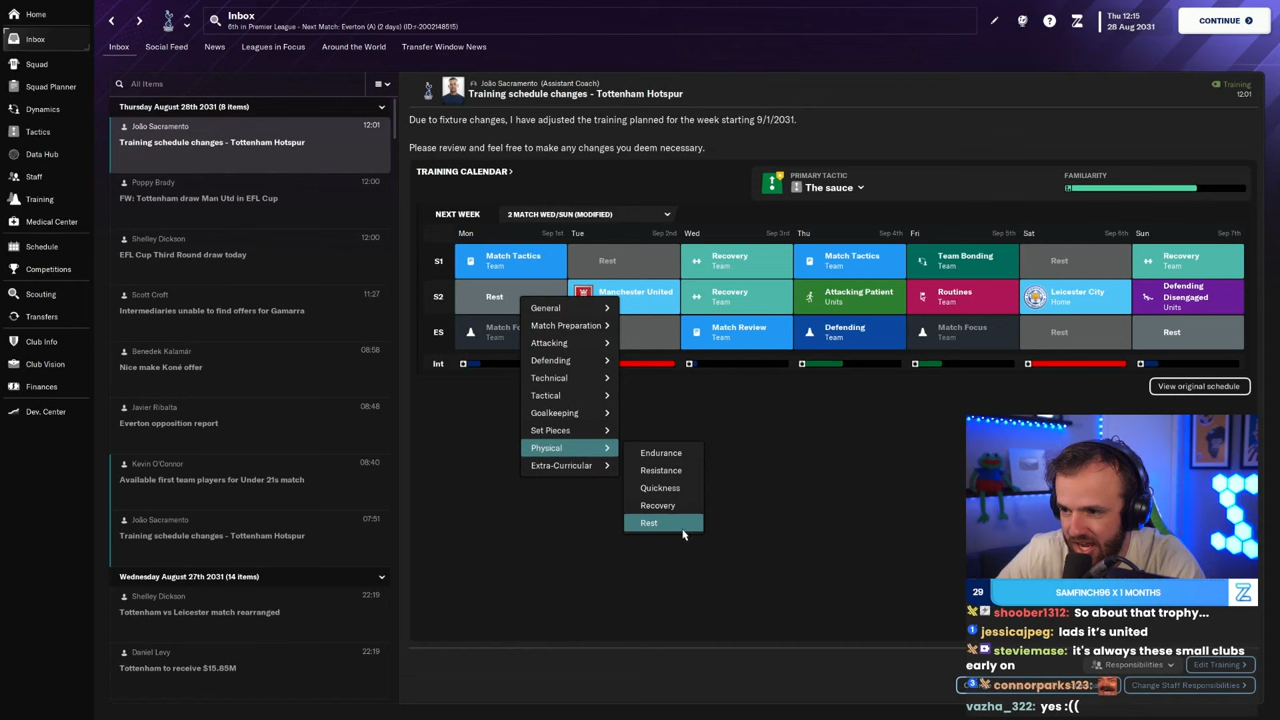 Home
Inbox
Squad
Squad Planner
Dynamics
Tactics
Data Hub
Staff
Training
Medical Center
Schedule
Competitions
Scouting
Transfers
Club Info
Club Vision
Finances
Dev. Center
Inbox
6th in Premier League - Next Match: Everton (A) (2 days) (ID:r-2002148515)
Thu 12:15
28 Aug 2031
CONTINUE
Inbox
Social Feed
News
Leagues in Focus
Around the World
Transfer Window News
All Items
Thursday August 28th 2031 (8 items)
João Sacramento 12:01
Training schedule changes - Tottenham Hotspur
Poppy Brady 12:00
FW: Tottenham draw Man Utd in EFL Cup
Shelley Dickson 12:00
EFL Cup Third Round draw today
Scott Croft 11:27
Intermediaries unable to find offers for Gamarra
Benedek Kalamár 08:58
Nice make Koné offer
Javier Ribalta 08:48
Everton opposition report
Kevin O'Connor 08:40
Available first team players for Under 21s match
João Sacramento 07:51
Training schedule changes - Tottenham Hotspur
Wednesday August 27th 2031 (14 items)
Shelley Dickson 22:19
Tottenham vs Leicester match rearranged
Daniel Levy 22:19
Tottenham to receive $15.85M
João Sacramento (Assistant Coach)
Training schedule changes - Tottenham Hotspur
Training
12:01
Due to fixture changes, I have adjusted the training planned for the week starting 9/1/2031.
Please review and feel free to make any changes you deem necessary.
TRAINING CALENDAR
PRIMARY TACTIC
The sauce
FAMILIARITY
NEXT WEEK
2 MATCH WED/SUN (MODIFIED)
Mon Sep 1st Tue Sep 2nd Wed Sep 3rd Thu Sep 4th Fri Sep 5th Sat Sep 6th Sun Sep 7th
S1
Match Tactics
Team
Rest
Recovery
Team
Match Tactics
Team
Team Bonding
Team
Rest
Recovery
Team
S2
Rest
Manchester United
Recovery
Team
Attacking Patient
Units
Routines
Team
Leicester City
Home
Defending Disengaged
Units
ES
Match Fo
Team
Match Review
Team
Defending
Team
Match Focus
Team
Rest
Rest
Int
View original schedule
General
Match Preparation
Attacking
Defending
Technical
Tactical
Goalkeeping
Set Pieces
Physical
Extra-Curricular
Endurance
Resistance
Quickness
Recovery
Rest
29
SAMFINCH96 X 1 MONTHS
shoober1312: So about that trophy...
jessicajpeg: lads it's united
steviemase: it's always these small clubs
early on
Responsibilities
Edit Training
connorparks123:
Change Staff Responsibilities
vazha_322: yes :((